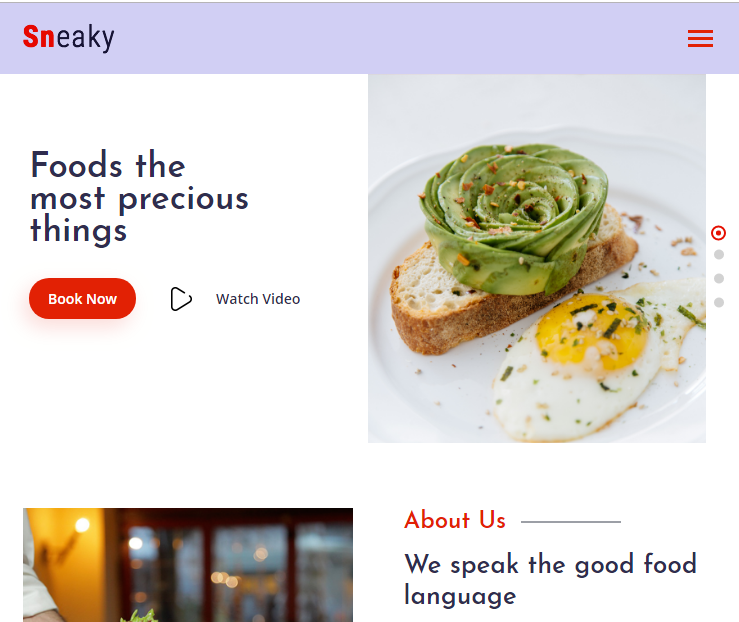 Sneaky
Foods the
most precious
things
Book Now
Watch Video
About Us
We speak the good food
language